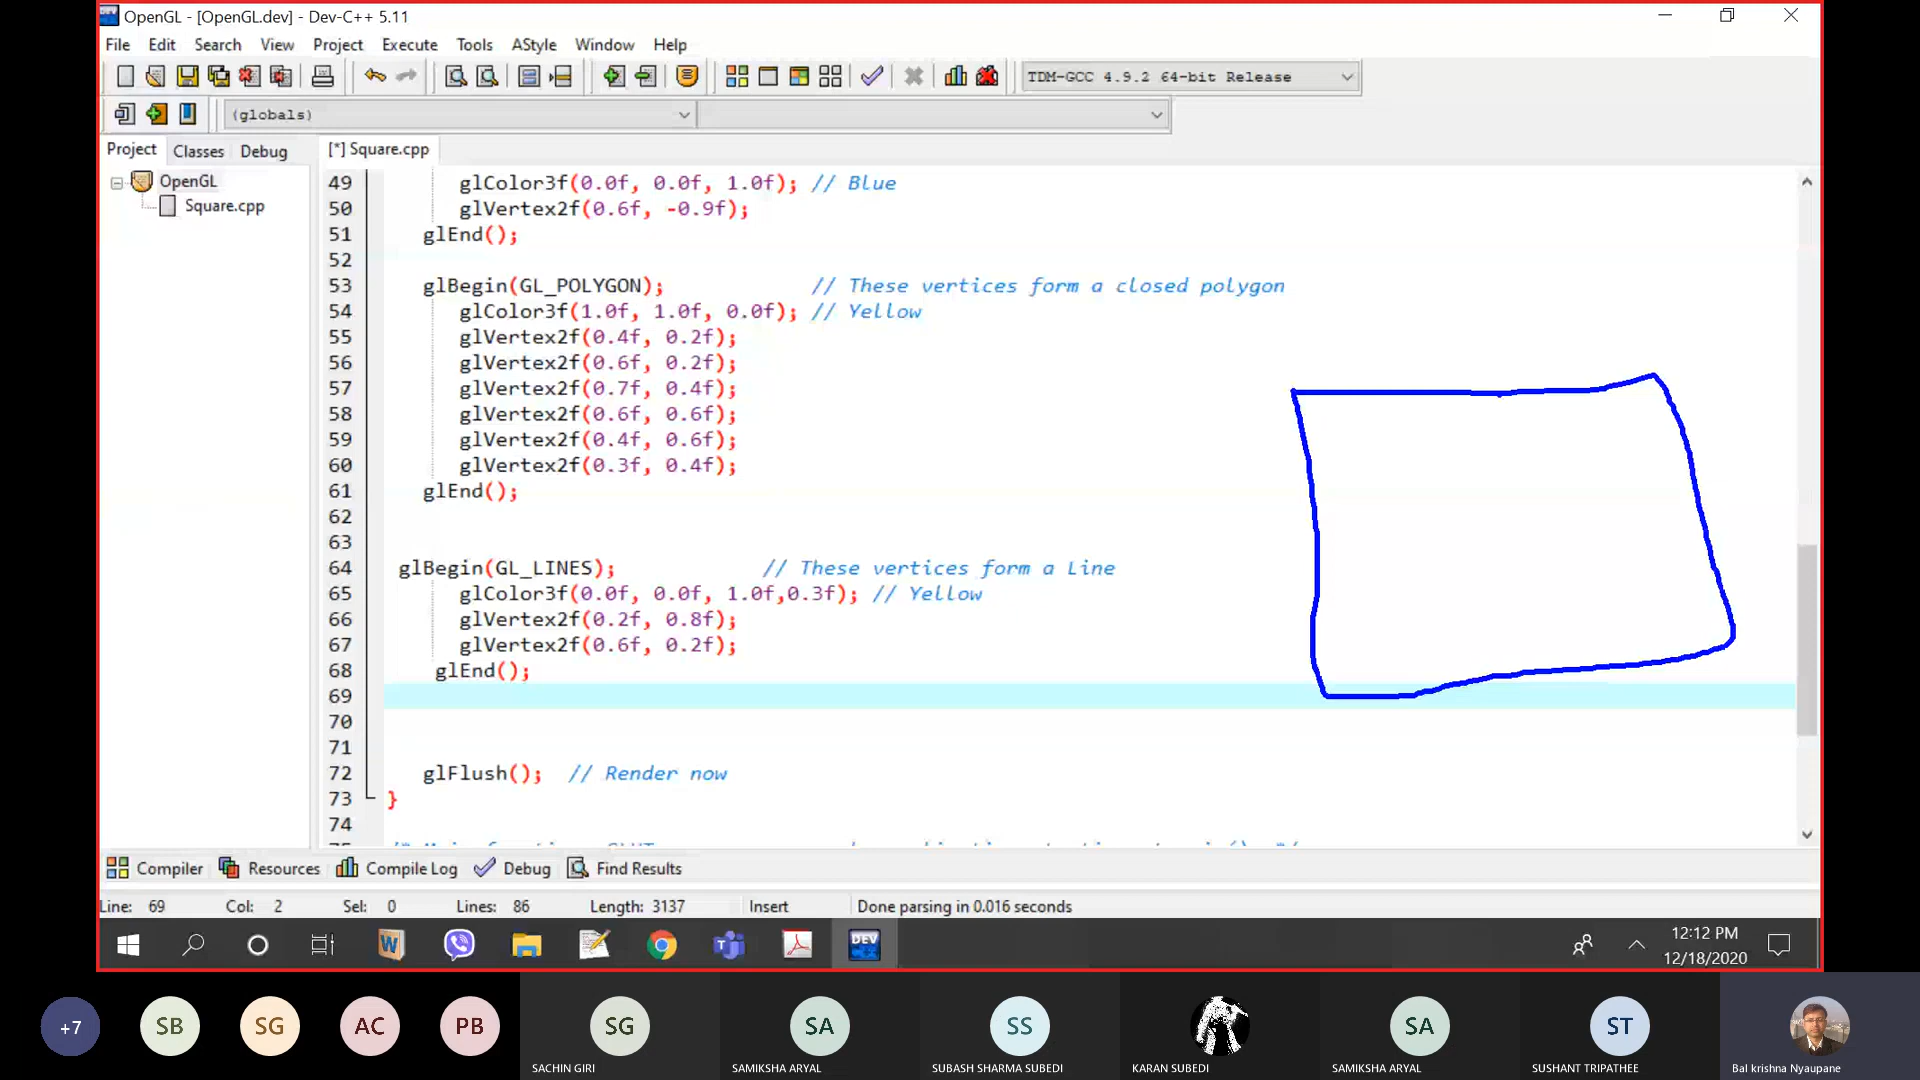 OpenGL - [OpenGL.dev] - Dev-C++ 5.11
File Edit Search View Project Execute Tools AStyle Window Help
TDM-GCC 4.9.2 64-bit Release
(globals)
Project Classes Debug
[*] Square.cpp
OpenGL
Square.cpp
49 glColor3f(0.0f, 0.0f, 1.0f); // Blue
50 glVertex2f(0.6f, -0.9f);
51 glEnd();
52
53 glBegin(GL_POLYGON); // These vertices form a closed polygon
54 glColor3f(1.0f, 1.0f, 0.0f); // Yellow
55 glVertex2f(0.4f, 0.2f);
56 glVertex2f(0.6f, 0.2f);
57 glVertex2f(0.7f, 0.4f);
58 glVertex2f(0.6f, 0.6f);
59 glVertex2f(0.4f, 0.6f);
60 glVertex2f(0.3f, 0.4f);
61 glEnd();
62
63
64 glBegin(GL_LINES); // These vertices form a Line
65 glColor3f(0.0f, 0.0f, 1.0f,0.3f); // Yellow
66 glVertex2f(0.2f, 0.8f);
67 glVertex2f(0.6f, 0.2f);
68 glEnd();
69
70
71
72 glFlush(); // Render now
73 }
74
Compiler Resources Compile Log Debug Find Results
Line: 69 Col: 2 Sel: 0 Lines: 86 Length: 3137 Insert Done parsing in 0.016 seconds
DEV
12:12 PM
12/18/2020
+7 SB SG AC PB SG SA SS SA ST
SACHIN GIRI SAMIKSHA ARYAL SUBASH SHARMA SUBEDI KARAN SUBEDI SAMIKSHA ARYAL SUSHANT TRIPATHEE Bal krishna Nyaupane